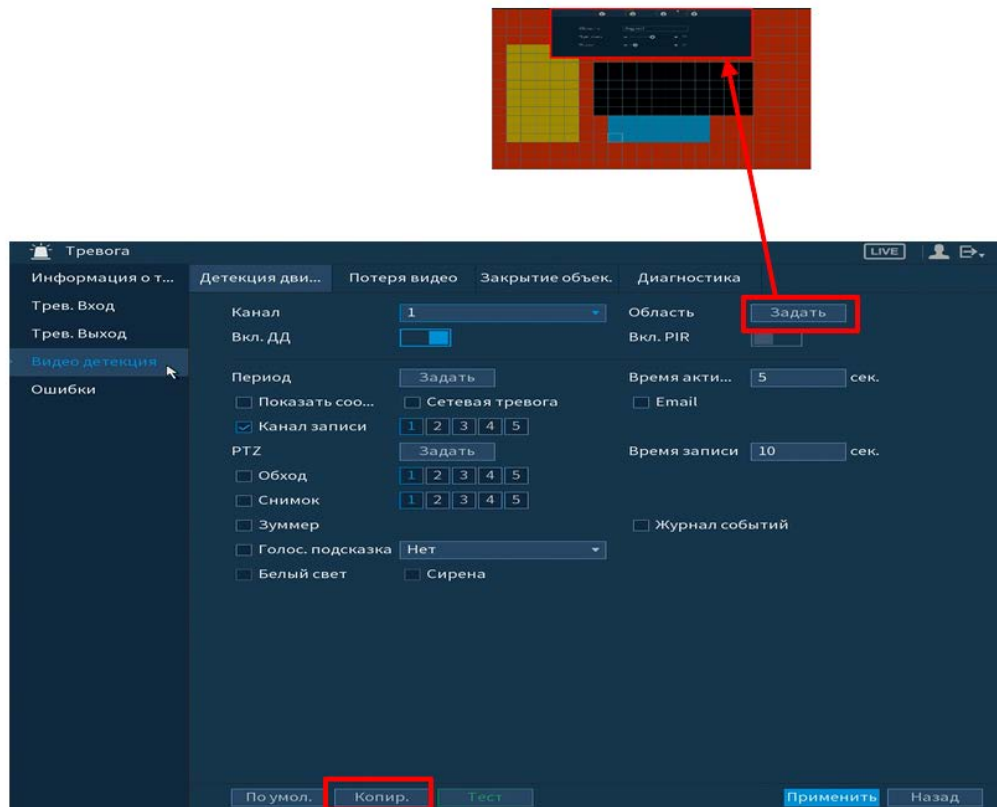 Тревога LIVE
Информация о т... Детекция дви... Потеря видео Закрытие объек. Диагностика
Трев. Вход Канал 1 Область Задать
Трев. Выход Вкл. ДД Вкл. PIR
Видео детекция
Ошибки Период Задать Время акти... 5 сек.
Показать соо... Сетевая тревога Email
Канал записи 1 2 3 4 5
PTZ Задать Время записи 10 сек.
Обход 1 2 3 4 5
Снимок 1 2 3 4 5
Зуммер Журнал событий
Голос. подсказка Нет
Белый свет Сирена
По умол. Копир. Тест Применить Назад